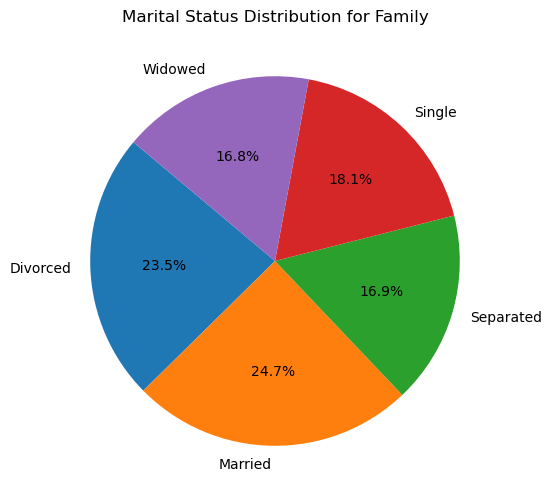 Marital Status Distribution for Family
Widowed
Single
16.8%
18.1%
Divorced
23.5%
16.9%
Separated
24.7%
Married